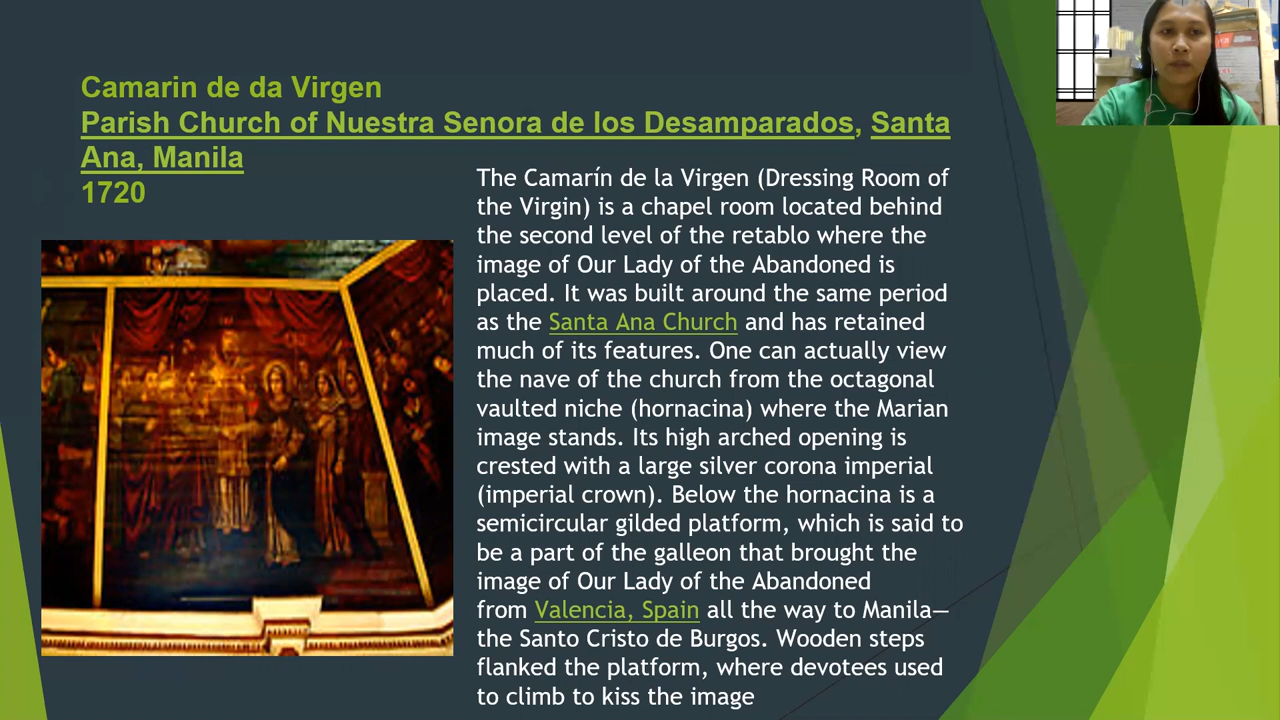 Camarin de da Virgen
Parish Church of Nuestra Senora de los Desamparados, Santa
Ana, Manila
1720
The Camarín de la Virgen (Dressing Room of
the Virgin) is a chapel room located behind
the second level of the retablo where the
image of Our Lady of the Abandoned is
placed. It was built around the same period
as the Santa Ana Church and has retained
much of its features. One can actually view
the nave of the church from the octagonal
vaulted niche (hornacina) where the Marian
image stands. Its high arched opening is
crested with a large silver corona imperial
(imperial crown). Below the hornacina is a
semicircular gilded platform, which is said to
be a part of the galleon that brought the
image of Our Lady of the Abandoned
from Valencia, Spain all the way to Manila—
the Santo Cristo de Burgos. Wooden steps
flanked the platform, where devotees used
to climb to kiss the image